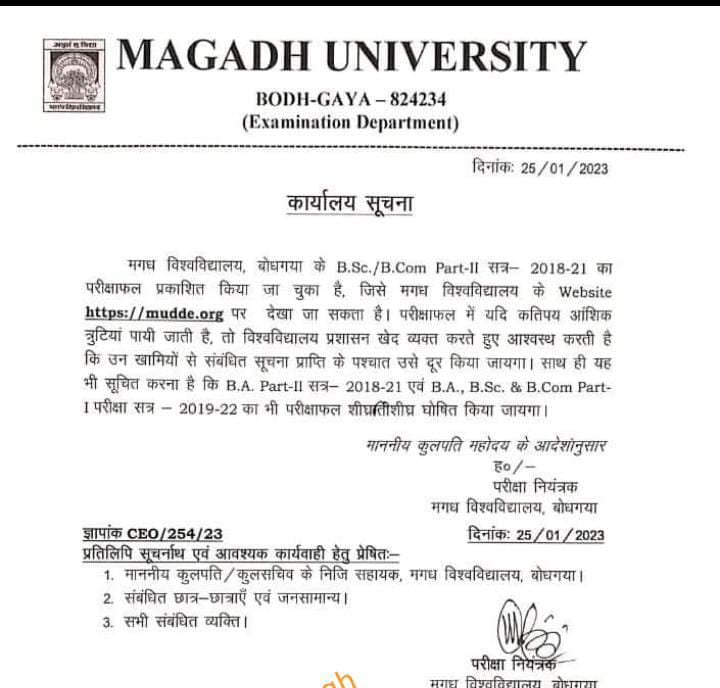 MAGADH UNIVERSITY
BODH-GAYA – 824234
(Examination Department)
दिनांक: 25/01/2023
कार्यालय सूचना
मगध विश्वविद्यालय, बोधगया के B.Sc./B.Com Part-II सत्र– 2018-21 का
परीक्षाफल प्रकाशित किया जा चुका है, जिसे मगध विश्वविद्यालय के Website
https://mudde.org पर देखा जा सकता है। परीक्षाफल में यदि कतिपय आंशिक
त्रुटियां पायी जाती है, तो विश्वविद्यालय प्रशासन खेद व्यक्त करते हुए आश्वस्थ करती है
कि उन खामियों से संबंधित सूचना प्राप्ति के पश्चात उसे दूर किया जायगा। साथ ही यह
भी सूचित करना है कि B.A. Part-II सत्र– 2018-21 एवं B.A., B.Sc. & B.Com Part-
I परीक्षा सत्र – 2019-22 का भी परीक्षाफल शीघ्रतीशीघ्र घोषित किया जायगा।
माननीय कुलपति महोदय के आदेशॉनुसार
ह०/–
परीक्षा नियंत्रक
मगध विश्वविद्यालय, बोधगया
ज्ञापांक CEO/254/23 दिनांक: 25/01/2023
प्रतिलिपि सूचर्नाथ एवं आवश्यक कार्यवाही हेतु प्रेषित:–
1. माननीय कुलपति/कुलसचिव के निजि सहायक, मगध विश्वविद्यालय, बोधगया।
2. संबंधित छात्र–छात्राएँ एवं जनसामान्य।
3. सभी संबंधित व्यक्ति।
परीक्षा नियंत्रक
मगध विश्वविद्यालय, बोधगया